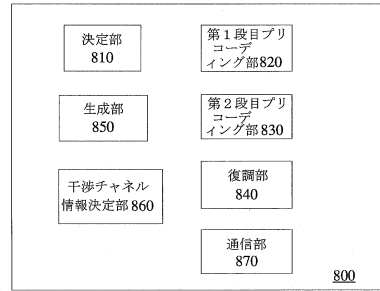 決定部
810
第1段目プリ
コーデ
ィング部820
生成部
850
第2段目プリ
コーデ
ィング部830
干渉チャネル
情報決定部860
復調部
840
通信部
870
800